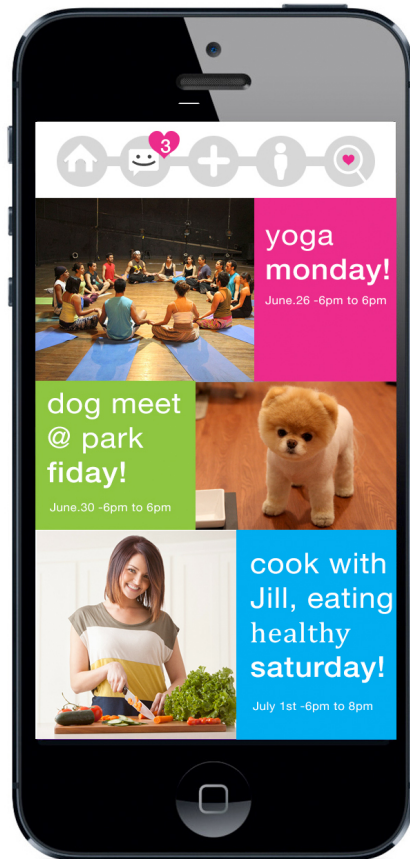 3
yoga
monday!
June.26 -6pm to 6pm
dog meet
@ park
fiday!
June.30 -6pm to 6pm
cook with
Jill, eating
healthy
saturday!
July 1st -6pm to 8pm